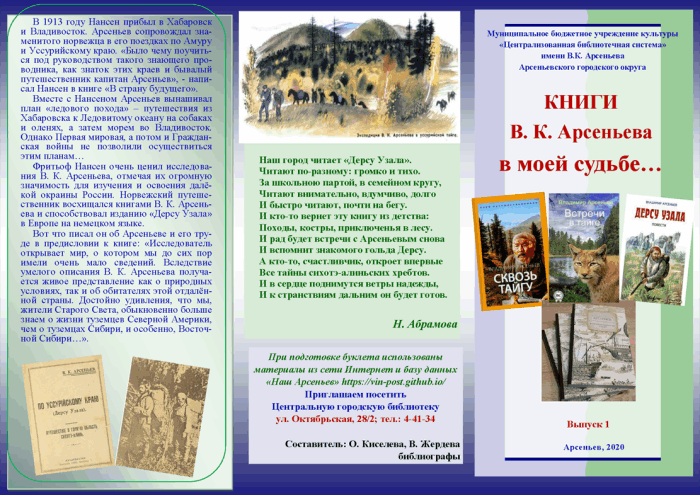 В 1913 году Нансен прибыл в Хабаровск
и Владивосток. Арсеньев сопровождал зна-
менитого норвежца в его поездках по Амуру
и Уссурийскому краю. «Было чему поучить-
ся под руководством такого знающего про-
водника, как знаток этих краев и бывалый
путешественник капитан Арсеньев», - напи-
сал Нансен в книге «В страну будущего».
Вместе с Нансеном Арсеньев вынашивал
план «ледового похода» – путешествия из
Хабаровска к Ледовитому океану на собаках
и оленях, а затем морем во Владивосток.
Однако Первая мировая, а потом и Граждан-
ская войны не позволили осуществиться
этим планам…
Фритьоф Нансен очень ценил исследова-
ния В. К. Арсеньева, отмечая их огромную
значимость для изучения и освоения далё-
кой окраины России. Норвежский путеше-
ственник восхищался книгами В. К. Арсень-
ева и способствовал изданию «Дерсу Узала»
в Европе на немецком языке.
Вот что писал он об Арсеньеве и его тру-
де в предисловии к книге: «Исследователь
открывает мир, о котором мы до сих пор
имели очень мало сведений. Вследствие
умелого описания В. К. Арсеньева получа-
ется живое представление как о природных
условиях, так и об обитателях этой отдалён-
ной страны. Достойно удивления, что мы,
жители Старого Света, обыкновенно больше
знаем о жизни туземцев Северной Америки,
чем о туземцах Сибири, и особенно, Восточ-
ной Сибири…».
В. К. АРСЕНЬЕВ
ПО УССУРИЙСКОМУ КРАЮ
(Дерсу Узала)
Экспедиция В. К. Арсеньева в уссурийской тайге.
Наш город читает «Дерсу Узала».
Читают по-разному: громко и тихо.
За школьною партой, в семейном кругу,
Читают внимательно, вдумчиво, долго
И быстро читают, почти на бегу.
И кто-то вернет эту книгу из детства:
Походы, костры, приключенья в лесу.
И рад будет встречи с Арсеньевым снова
И вспомнит знакомого гольда Дерсу.
А кто-то, счастливчик, откроет впервые
Все тайны сихотэ-алиньских хребтов.
И в сердце поднимутся ветры надежды,
И к странствиям дальним он будет готов.
Н. Абрамова
При подготовке буклета использованы
материалы из сети Интернет и базу данных
«Наш Арсеньев» https://vin-post.github.io/
Приглашаем посетить
Центральную городскую библиотеку
ул. Октябрьская, 28/2; тел.: 4-41-34
Составитель: О. Киселева, В. Жердева
библиографы
Муниципальное бюджетное учреждение культуры
«Централизованная библиотечная система»
имени В.К. Арсеньева
Арсеньевского городского округа
КНИГИ
В. К. Арсеньева
в моей судьбе…
СКВОЗЬ
ТАЙГУ
Владимир Арсеньев
Встречи
в тайге
ДЕРСУ УЗАЛА
Выпуск 1
Арсеньев, 2020